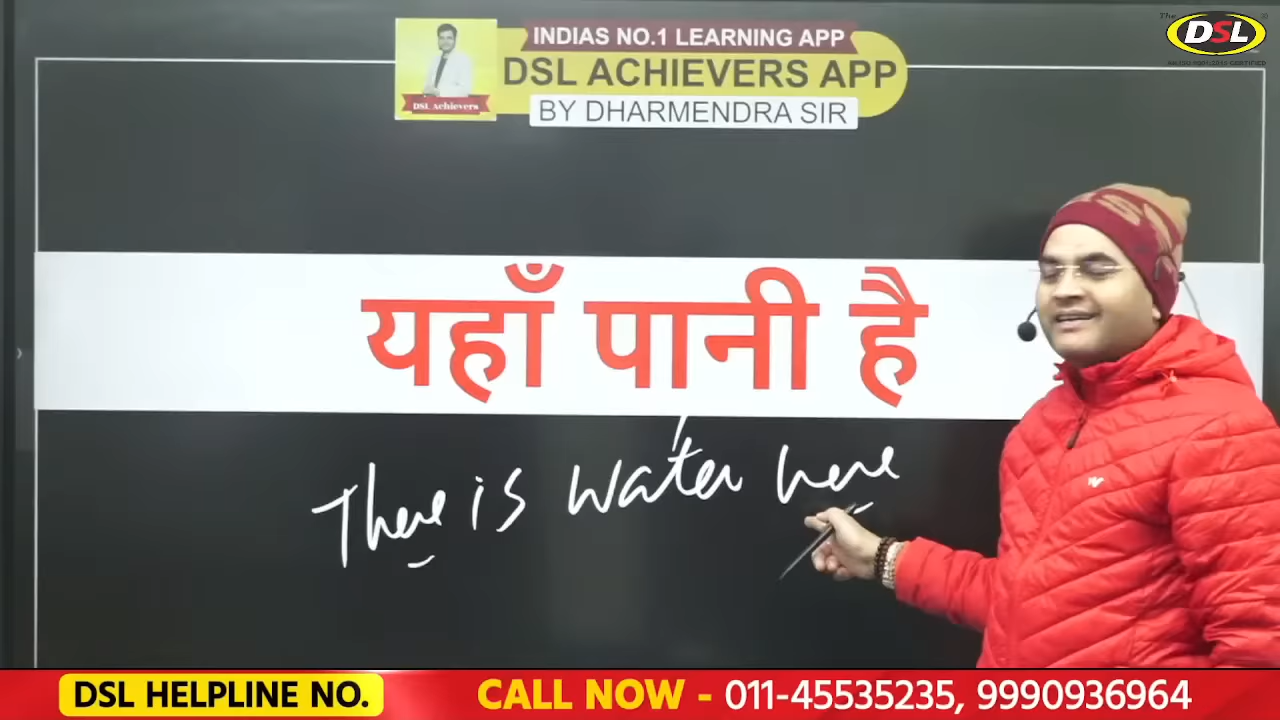 INDIAS NO.1 LEARNING APP
DSL ACHIEVERS APP
BY DHARMENDRA SIR
DSL Achievers
DSL
यहाँ पानी है
There is water here
DSL HELPLINE NO.
CALL NOW - 011-45535235, 9990936964